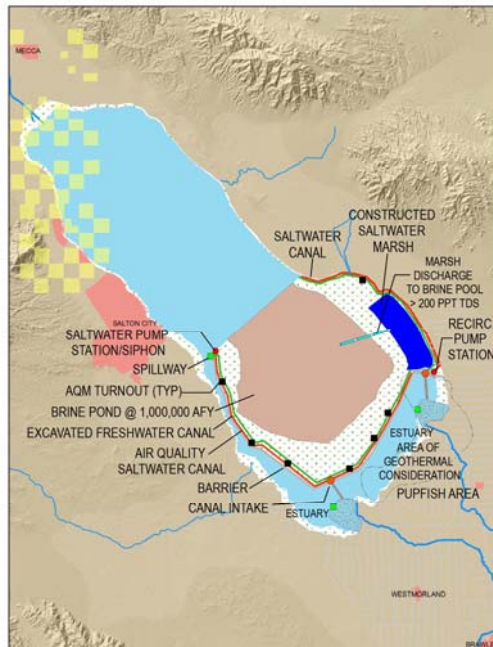 MECCA
CONSTRUCTED
SALTWATER
MARSH
SALTWATER
CANAL
MARSH
DISCHARGE
TO BRINE POOL
> 200 PPT TDS
RECIRC
PUMP
STATION
SALTON CITY
SALTWATER PUMP
STATION/SIPHON
SPILLWAY
AQM TURNOUT (TYP)
BRINE POND @ 1,000,000 AFY
EXCAVATED FRESHWATER CANAL
AIR QUALITY
SALTWATER CANAL
BARRIER
CANAL INTAKE
ESTUARY
ESTUARY
AREA OF
GEOTHERMAL
CONSIDERATION
PUPFISH AREA
WESTMORLAND
BRAWLE